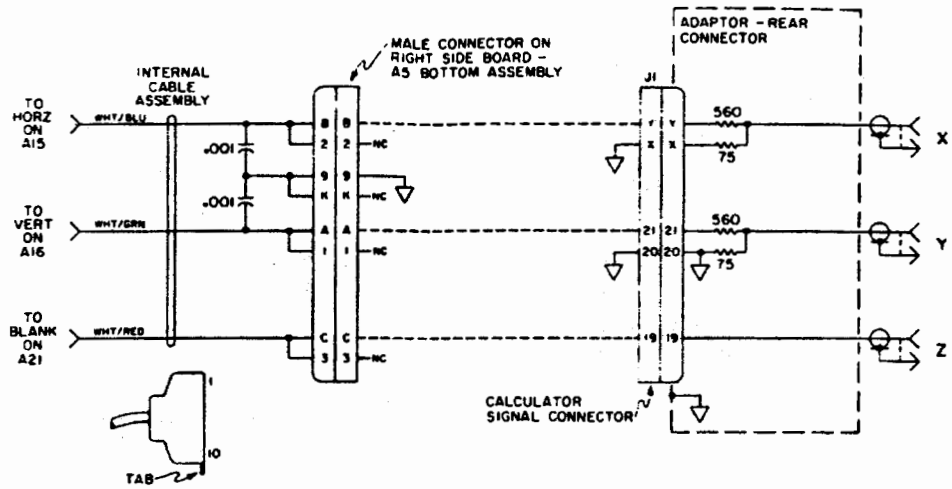 ADAPTOR - REAR
CONNECTOR
MALE CONNECTOR ON
RIGHT SIDE BOARD -
A5 BOTTOM ASSEMBLY
INTERNAL
CABLE
ASSEMBLY
J1
TO
HORZ
ON
A15
WHT/BLU
B B
Y Y
560
X
.001
2 2 NC
X X
75
9 9
.001
K K NC
TO
VERT
ON
A16
WHT/GRN
A A
21 21
560
Y
1 1 NC
20 20
75
TO
BLANK
ON
A21
WHT/RED
C C
19 19
Z
3 3 NC
1
10
TAB
CALCULATOR
SIGNAL CONNECTOR